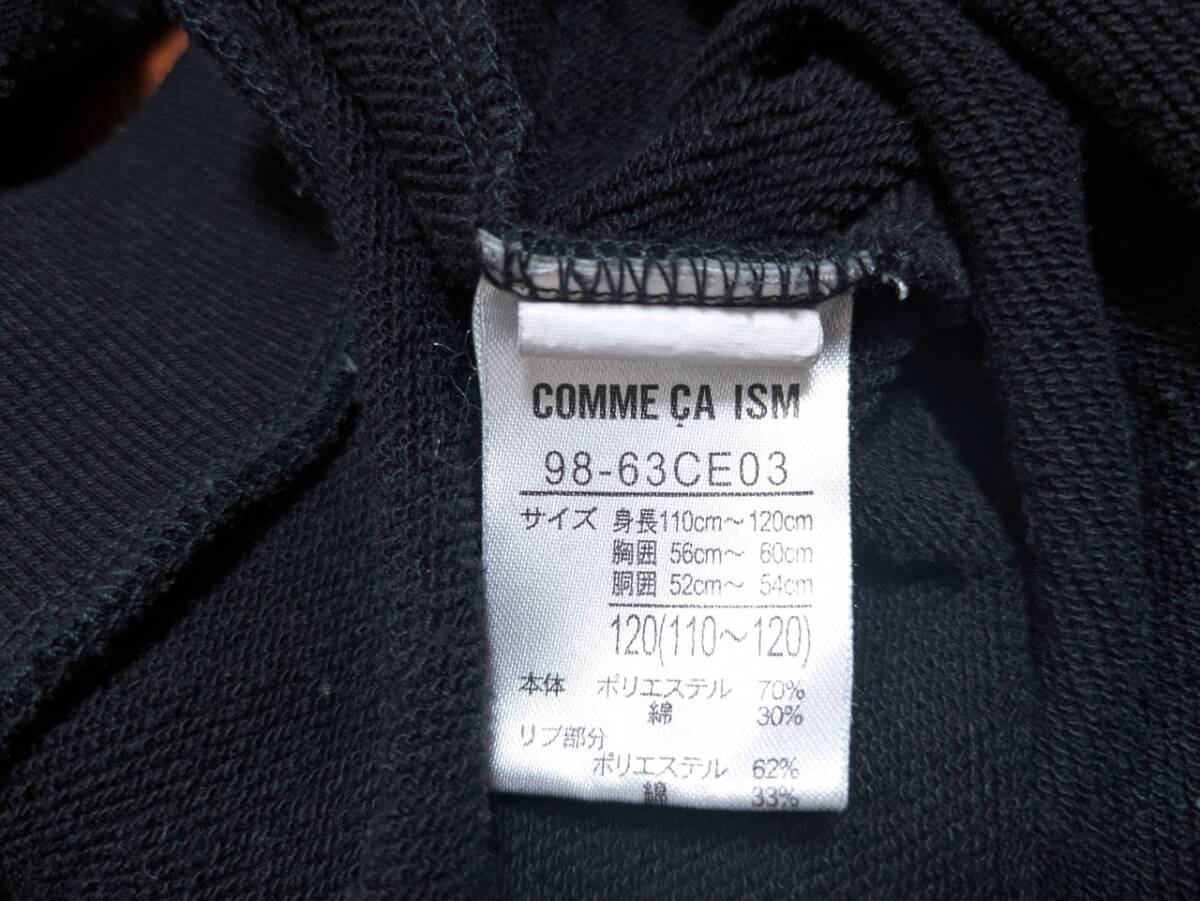 COMME ÇA ISM
98-63CE03
サイズ 身長110cm～120cm
胸囲 56cm～ 60cm
胴囲 52cm～ 54cm
120(110～120)
本体 ポリエステル 70%
綿 30%
リブ部分
ポリエステル 62%
綿 33%